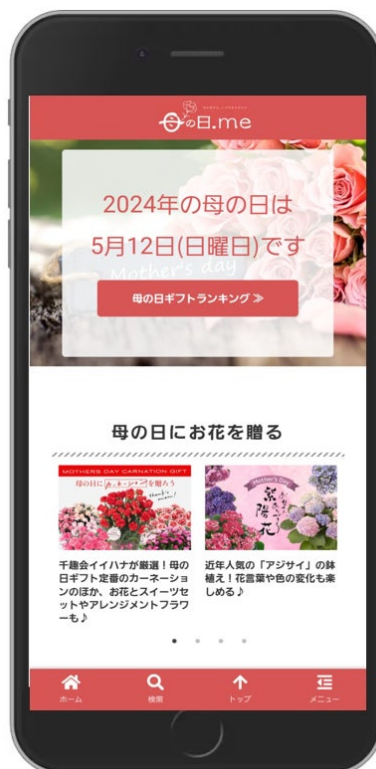 母の日.me
2024年の母の日は
5月12日(日曜日)です
Mother's day
母の日ギフトランキング ≫
母の日にお花を贈る
MOTHERS DAY CARNATION GIFT
母の日にカーネーションを贈ろう
thank's mom!
Mother's Day
紫陽花
千趣会イイハナが厳選！母の
日ギフト定番のカーネーショ
ンのほか、お花とスイーツセ
ットやアレンジメントフラワ
ーも♪
近年人気の「アジサイ」の鉢
植え！花言葉や色の変化も楽
しめる♪
ホーム
検索
トップ
メニュー